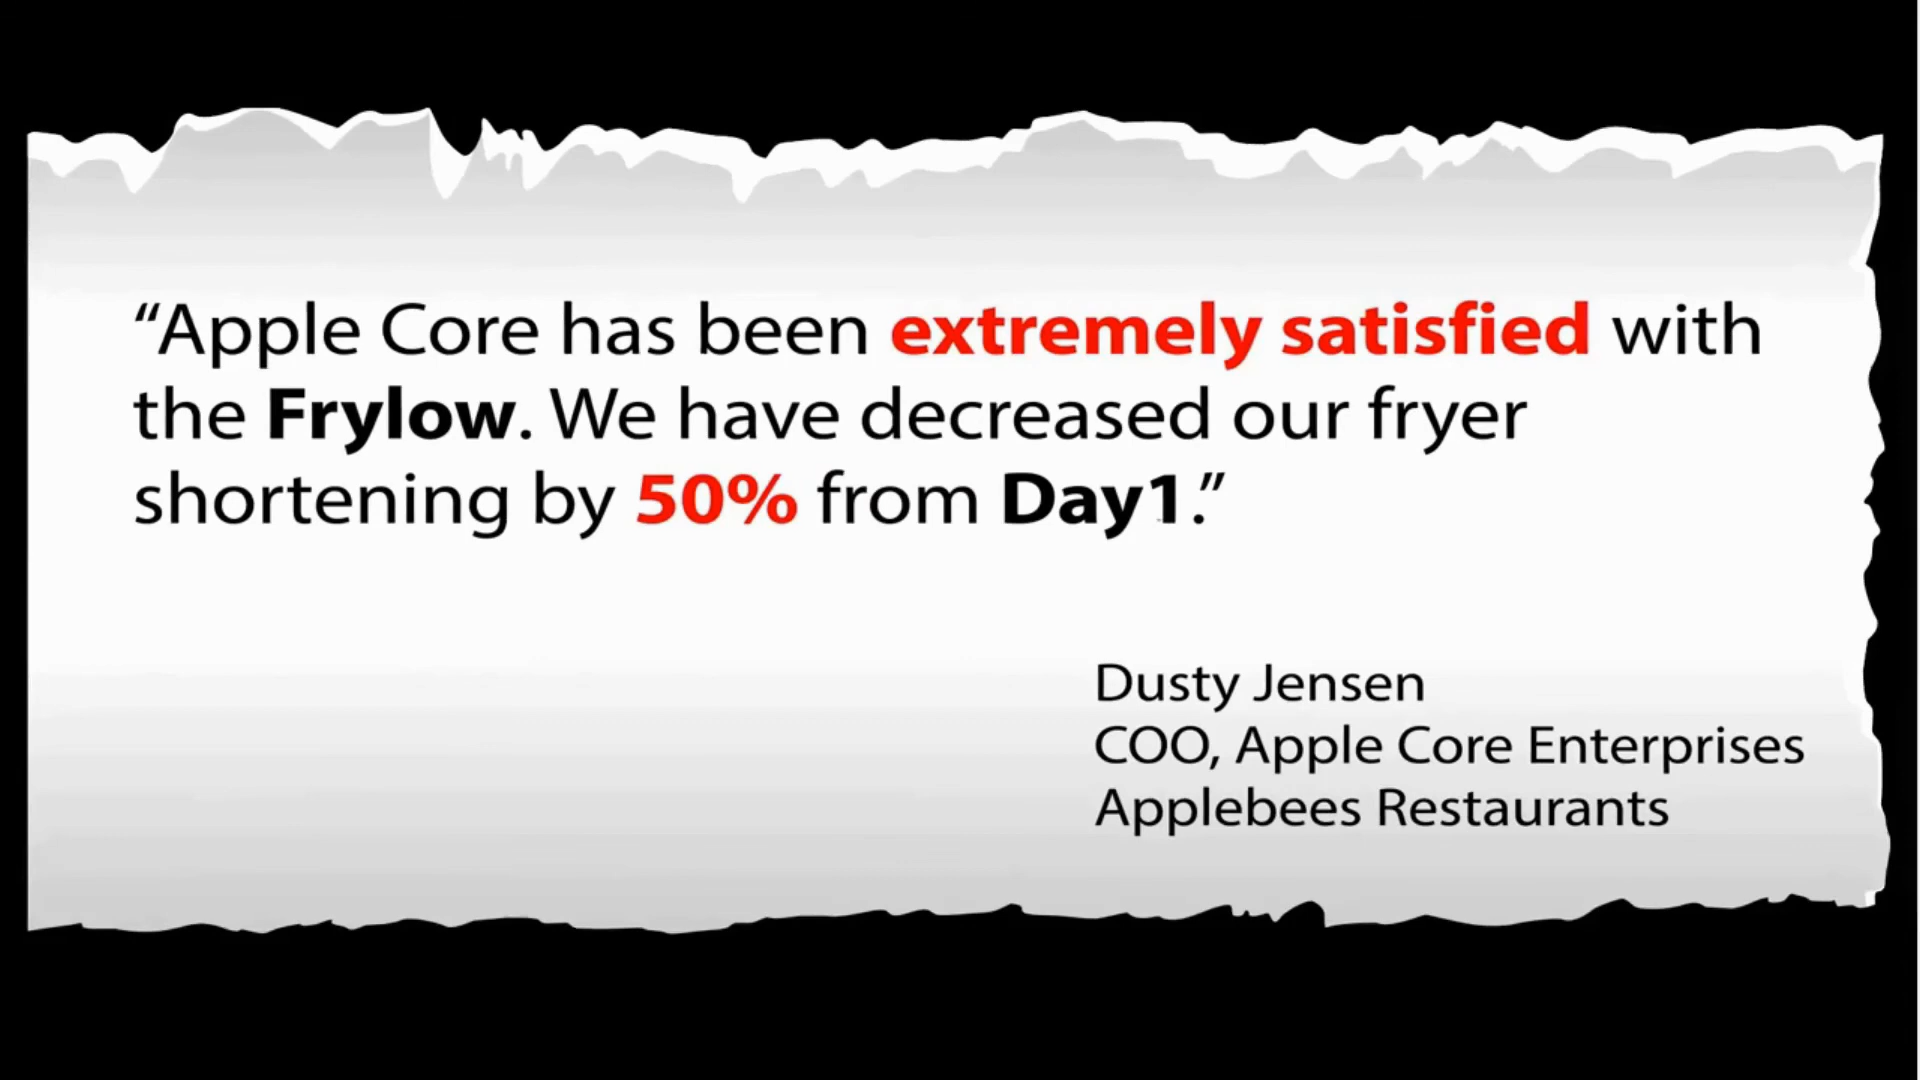 “Apple Core has been extremely satisfied with
the Frylow. We have decreased our fryer
shortening by 50% from Day1.”
Dusty Jensen
COO, Apple Core Enterprises
Applebees Restaurants